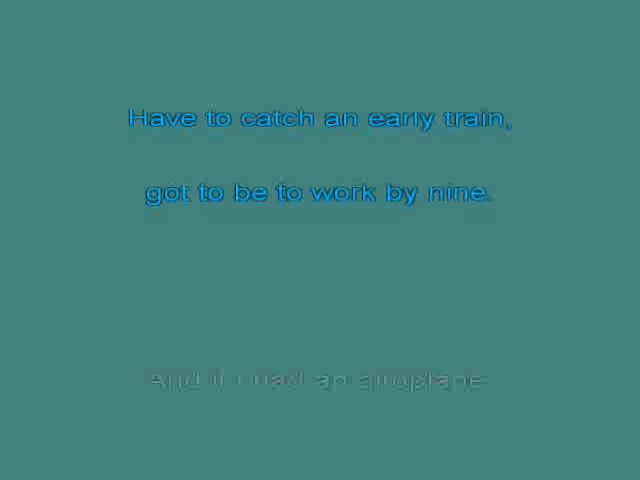 Have to catch an early train,
got to be to work by nine.
And if I had an airoplane